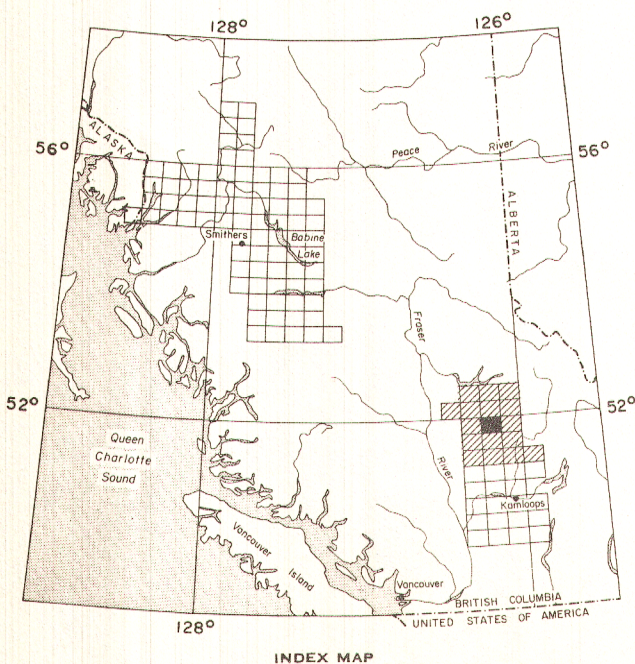 128°
126°
ALASKA
56°
Peace
River
56°
ALBERTA
Smithers
Babine
Lake
Fraser
52°
52°
Queen
Charlotte
Sound
River
Kamloops
Vancouver
Island
Vancouver
BRITISH COLUMBIA
UNITED STATES OF AMERICA
128°
INDEX MAP